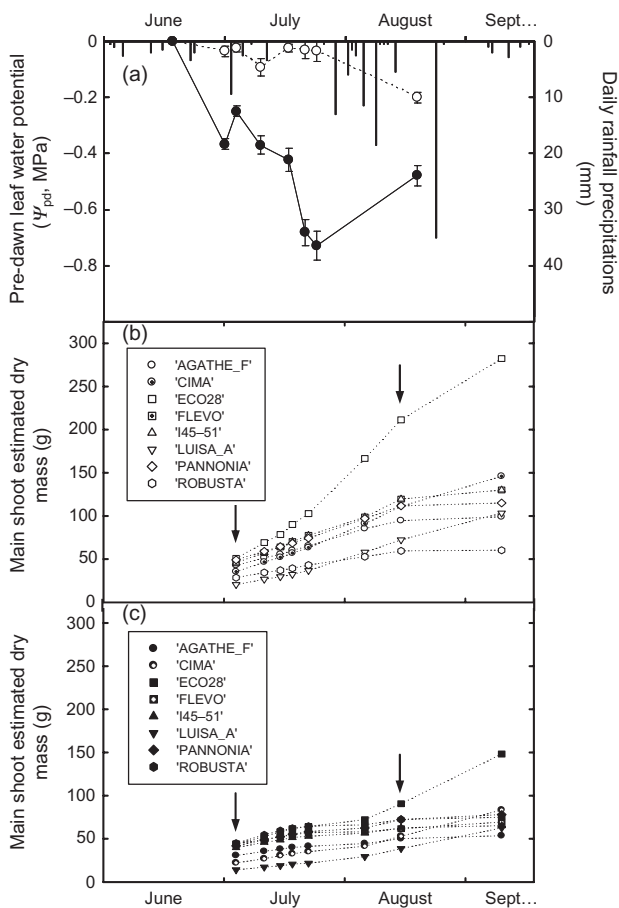 June July August Sept…
(a)
0
–0.2
–0.4
–0.6
–0.8
Pre-dawn leaf water potential
(Ψpd, MPa)
0
10
20
30
40
Daily rainfall precipitations
(mm)
(b)
300
250
200
150
100
50
0
Main shoot estimated dry
mass (g)
'AGATHE_F'
'CIMA'
'ECO28'
'FLEVO'
'I45–51'
'LUISA_A'
'PANNONIA'
'ROBUSTA'
(c)
300
250
200
150
100
50
0
Main shoot estimated dry
mass (g)
'AGATHE_F'
'CIMA'
'ECO28'
'FLEVO'
'I45–51'
'LUISA_A'
'PANNONIA'
'ROBUSTA'
June July August Sept…